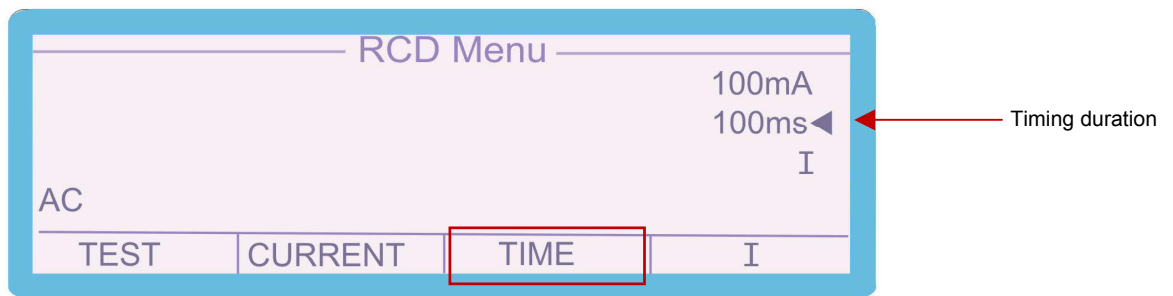 RCD Menu
100mA
100ms◀
Timing duration
I
AC
TEST CURRENT TIME I